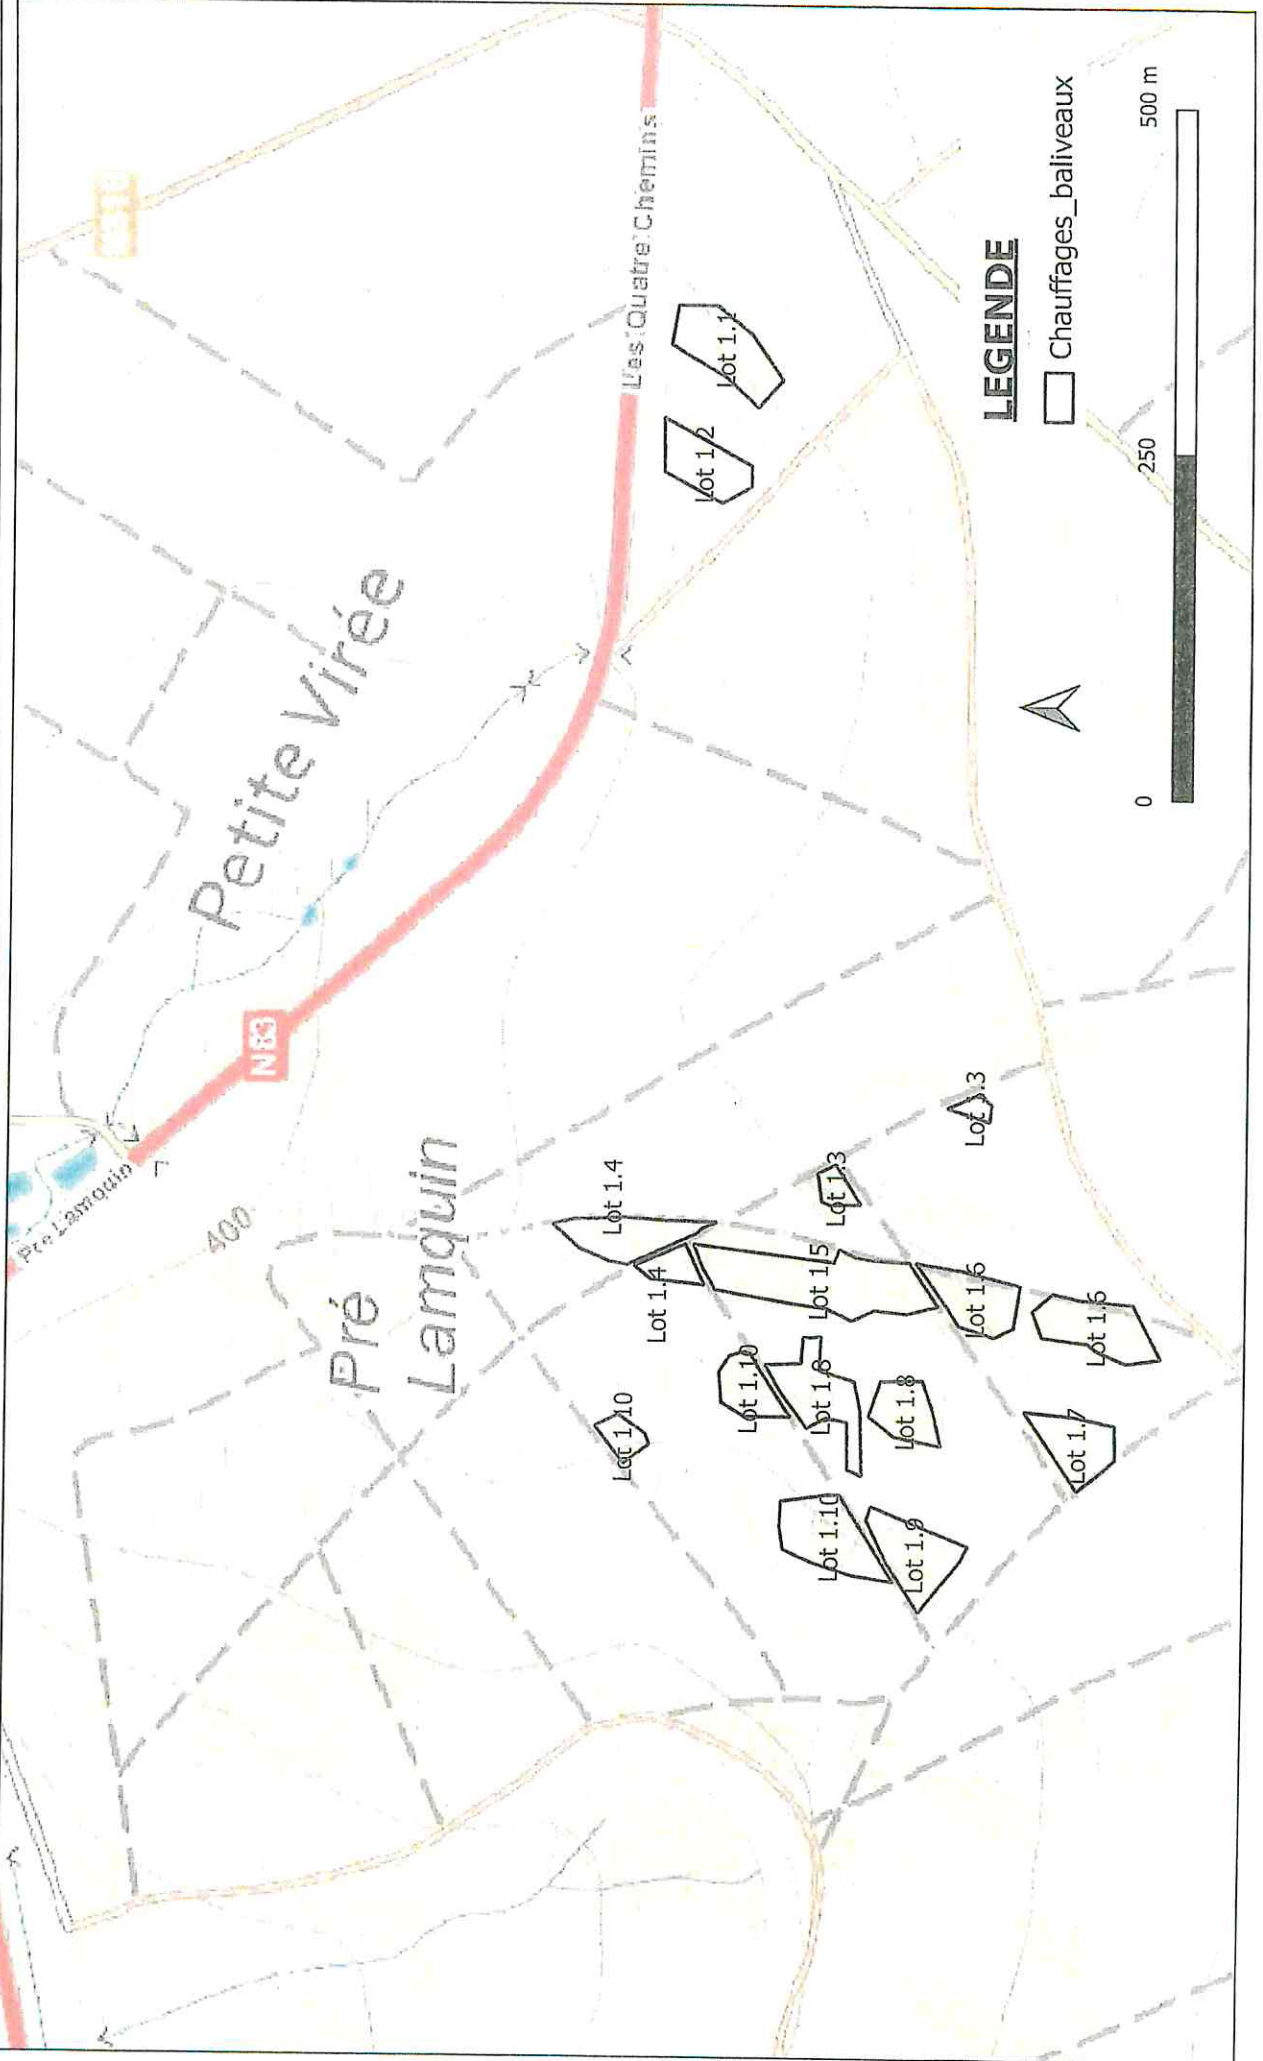 Pré Lamquin
400
N83
Petite Virée
Les Quatre Chemins
Pré
Lamquin
Lot 1.1
Lot 1.2
Lot 1.4
Lot 1.4
Lot 1.3
Lot 1.3
Lot 1.5
Lot 1.6
Lot 1.6
Lot 1.10
Lot 1.10
Lot 1.8
Lot 1.8
Lot 1.7
Lot 1.10
Lot 1.9
LEGENDE
Chauffages_baliveaux
0
250
500 m